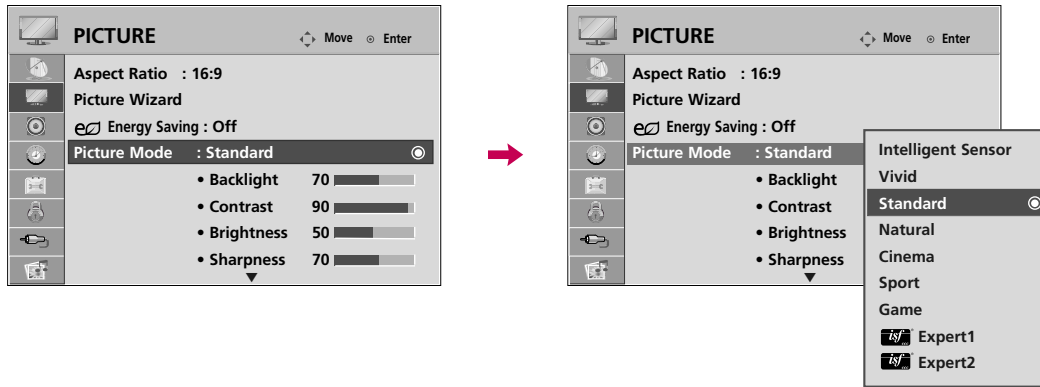 PICTURE
Move
Enter
Aspect Ratio : 16:9
Picture Wizard
Energy Saving : Off
Picture Mode : Standard
• Backlight 70
• Contrast 90
• Brightness 50
• Sharpness 70
PICTURE
Move
Enter
Aspect Ratio : 16:9
Picture Wizard
Energy Saving : Off
Picture Mode : Standard
• Backlight
• Contrast
• Brightness
• Sharpness
Intelligent Sensor
Vivid
Standard
Natural
Cinema
Sport
Game
isf Expert1
isf Expert2